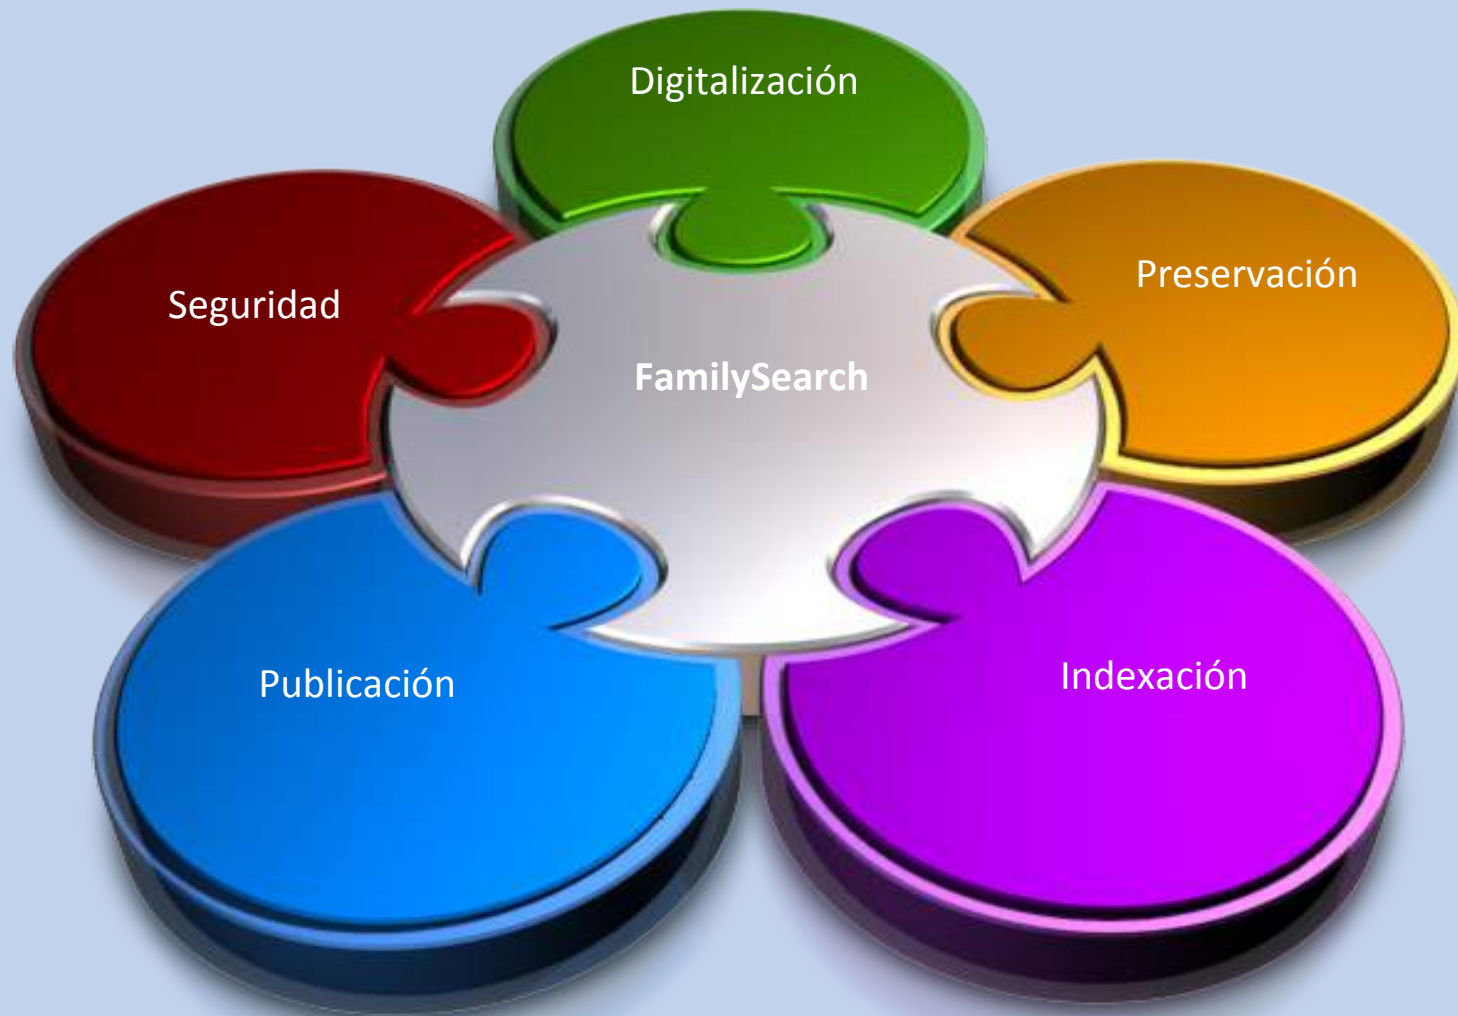 Digitalización
Seguridad
Preservación
FamilySearch
Publicación
Indexación